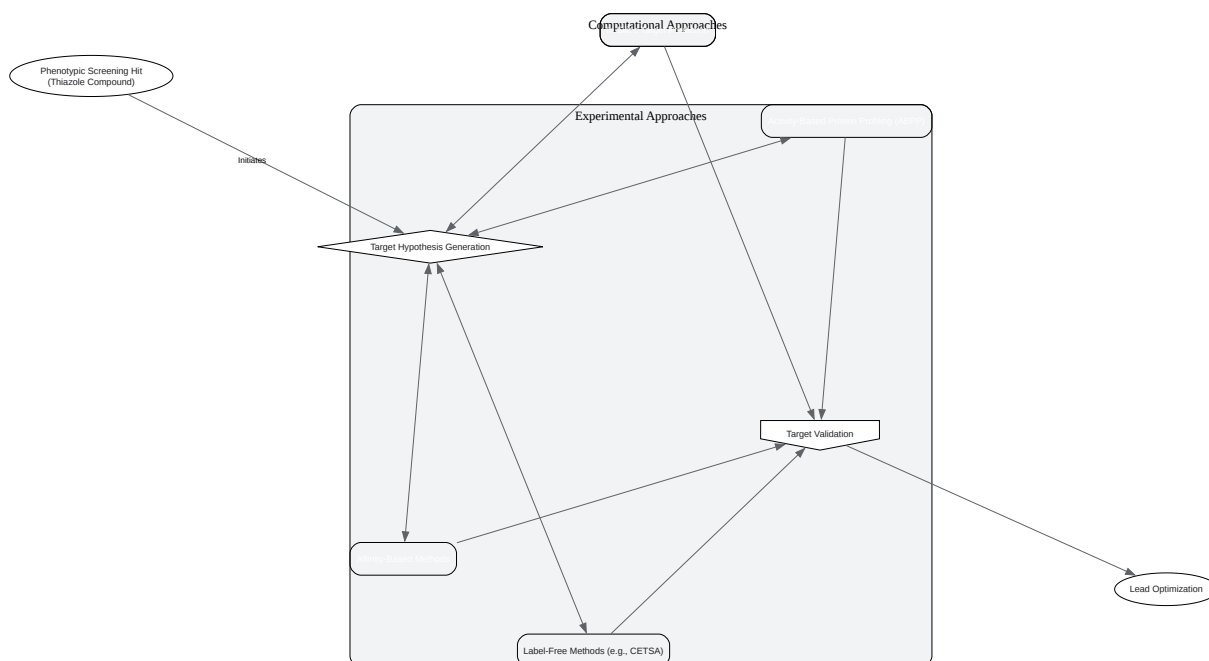 Computational Approaches
Phenotypic Screening Hit
(Thiazole Compound)
Experimental Approaches
Initiates
Target Hypothesis Generation
Target Validation
Lead Optimization
Label-Free Methods (e.g., CETSA)